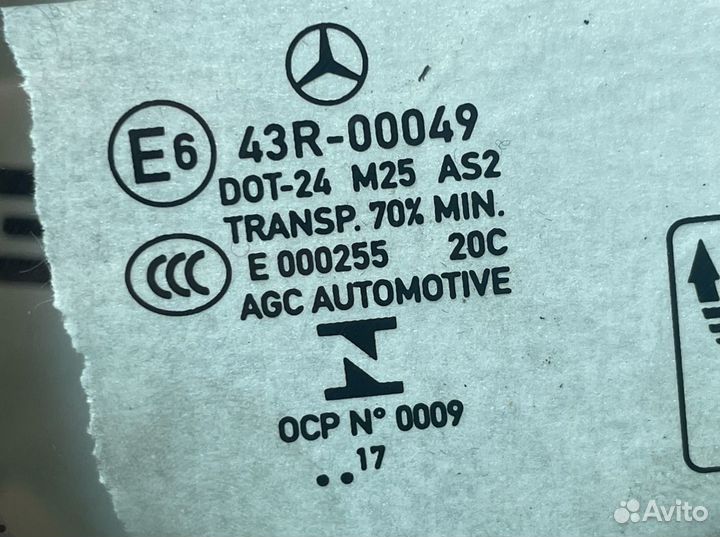 E6 43R-00049
DOT-24 M25 AS2
TRANSP. 70% MIN.
CCC E 000255 20C
AGC AUTOMOTIVE
OCP N° 0009
..17
Avito